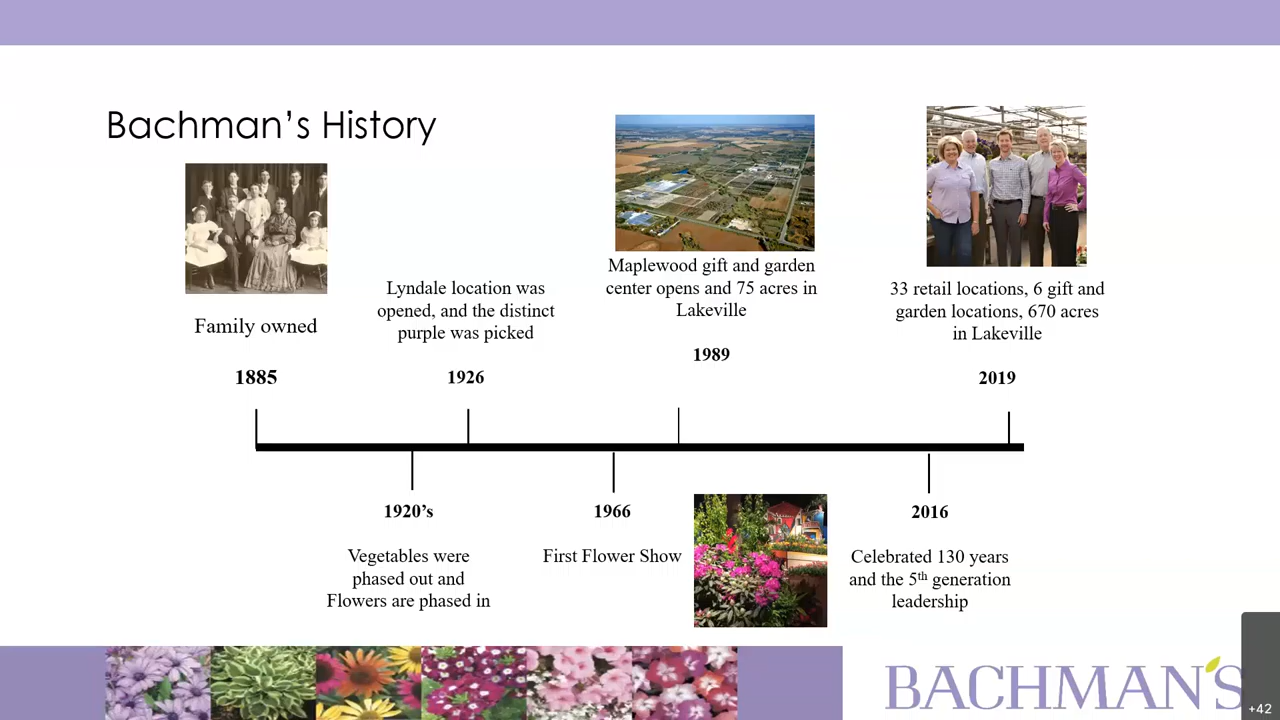 Bachman's History
Family owned
1885
Lyndale location was
opened, and the distinct
purple was picked
1926
Maplewood gift and garden
center opens and 75 acres in
Lakeville
1989
33 retail locations, 6 gift and
garden locations, 670 acres
in Lakeville
2019
1920's
Vegetables were
phased out and
Flowers are phased in
1966
First Flower Show
2016
Celebrated 130 years
and the 5th generation
leadership
BACHMAN'S
+42